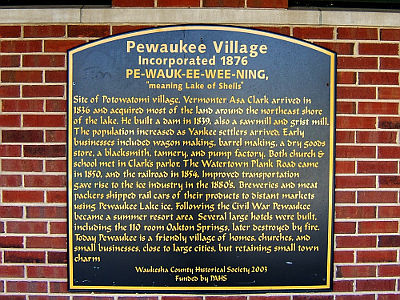 Pewaukee Village
Incorporated 1876
PE-WAUK-EE-WEE-NING,
"meaning Lake of Shells"
Site of Potowatomi village, Vermonter Asa Clark arrived in
1836 and acquired most of the land around the northeast shore
of the lake. He built a dam in 1839, also a sawmill and grist mill.
The population increased as Yankee settlers arrived. Early
businesses included wagon making, barrel making, a dry goods
store, a blacksmith, tannery, and pump factory. Both church &
school met in Clark's parlor. The Watertown Plank Road came
in 1850, and the railroad in 1854. Improved transportation
gave rise to the ice industry in the 1880's. Breweries and meat
packers shipped rail cars of their products to distant markets
using Pewaukee Lake ice. Following the Civil War Pewaukee
became a summer resort area. Several large hotels were built,
including the 110 room Oakton Springs, later destroyed by fire.
Today Pewaukee is a friendly village of homes, churches, and
small businesses, close to large cities, but retaining small town
charm
Waukesha County Historical Society 2003
Funded by PAHS